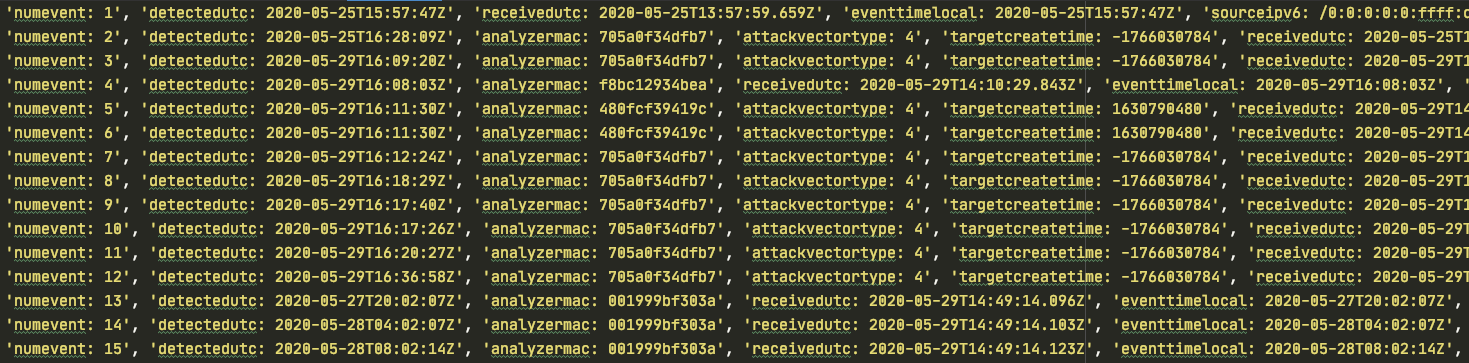 'numevent: 1', 'detectedutc: 2020-05-25T15:57:47Z', 'receivedutc: 2020-05-25T13:57:59.659Z', 'eventtimelocal: 2020-05-25T15:57:47Z', 'sourceipv6: /0:0:0:0:0:ffff:c
'numevent: 2', 'detectedutc: 2020-05-25T16:28:09Z', 'analyzermac: 705a0f34dfb7', 'attackvectortype: 4', 'targetcreatetime: -1766030784', 'receivedutc: 2020-05-25T1
'numevent: 3', 'detectedutc: 2020-05-29T16:09:20Z', 'analyzermac: 705a0f34dfb7', 'attackvectortype: 4', 'targetcreatetime: -1766030784', 'receivedutc: 2020-05-29T1
'numevent: 4', 'detectedutc: 2020-05-29T16:08:03Z', 'analyzermac: f8bc12934bea', 'receivedutc: 2020-05-29T14:10:29.843Z', 'eventtimelocal: 2020-05-29T16:08:03Z', '
'numevent: 5', 'detectedutc: 2020-05-29T16:11:30Z', 'analyzermac: 480fcf39419c', 'attackvectortype: 4', 'targetcreatetime: 1630790480', 'receivedutc: 2020-05-29T14
'numevent: 6', 'detectedutc: 2020-05-29T16:11:30Z', 'analyzermac: 480fcf39419c', 'attackvectortype: 4', 'targetcreatetime: 1630790480', 'receivedutc: 2020-05-29T14
'numevent: 7', 'detectedutc: 2020-05-29T16:12:24Z', 'analyzermac: 705a0f34dfb7', 'attackvectortype: 4', 'targetcreatetime: -1766030784', 'receivedutc: 2020-05-29T1
'numevent: 8', 'detectedutc: 2020-05-29T16:18:29Z', 'analyzermac: 705a0f34dfb7', 'attackvectortype: 4', 'targetcreatetime: -1766030784', 'receivedutc: 2020-05-29T1
'numevent: 9', 'detectedutc: 2020-05-29T16:17:40Z', 'analyzermac: 705a0f34dfb7', 'attackvectortype: 4', 'targetcreatetime: -1766030784', 'receivedutc: 2020-05-29T1
'numevent: 10', 'detectedutc: 2020-05-29T16:17:26Z', 'analyzermac: 705a0f34dfb7', 'attackvectortype: 4', 'targetcreatetime: -1766030784', 'receivedutc: 2020-05-29T
'numevent: 11', 'detectedutc: 2020-05-29T16:20:27Z', 'analyzermac: 705a0f34dfb7', 'attackvectortype: 4', 'targetcreatetime: -1766030784', 'receivedutc: 2020-05-29T
'numevent: 12', 'detectedutc: 2020-05-29T16:36:58Z', 'analyzermac: 705a0f34dfb7', 'attackvectortype: 4', 'targetcreatetime: -1766030784', 'receivedutc: 2020-05-29T
'numevent: 13', 'detectedutc: 2020-05-27T20:02:07Z', 'analyzermac: 001999bf303a', 'receivedutc: 2020-05-29T14:49:14.096Z', 'eventtimelocal: 2020-05-27T20:02:07Z',
'numevent: 14', 'detectedutc: 2020-05-28T04:02:07Z', 'analyzermac: 001999bf303a', 'receivedutc: 2020-05-29T14:49:14.103Z', 'eventtimelocal: 2020-05-28T04:02:07Z',
'numevent: 15', 'detectedutc: 2020-05-28T08:02:14Z', 'analyzermac: 001999bf303a', 'receivedutc: 2020-05-29T14:49:14.123Z', 'eventtimelocal: 2020-05-28T08:02:14Z',